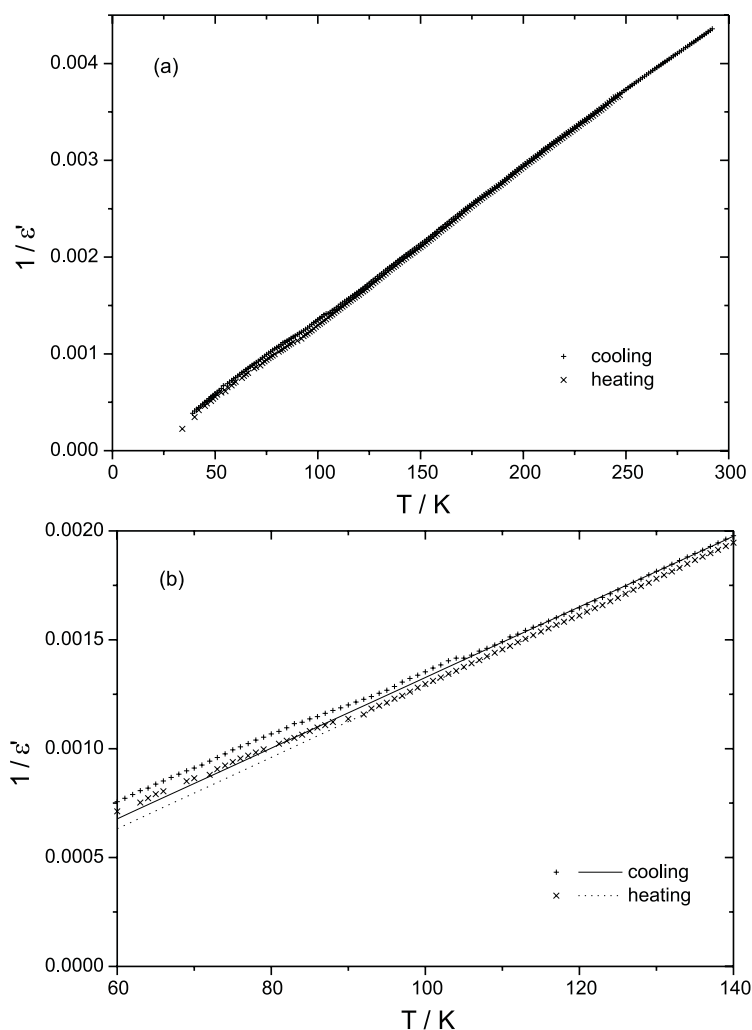 (a)
0.004
0.003
0.002
0.001
0.000
1 / ε'
+ cooling
× heating
0 50 100 150 200 250 300
T / K
0.0020
(b)
0.0015
0.0010
0.0005
0.0000
1 / ε'
+ cooling
× heating
60 80 100 120 140
T / K